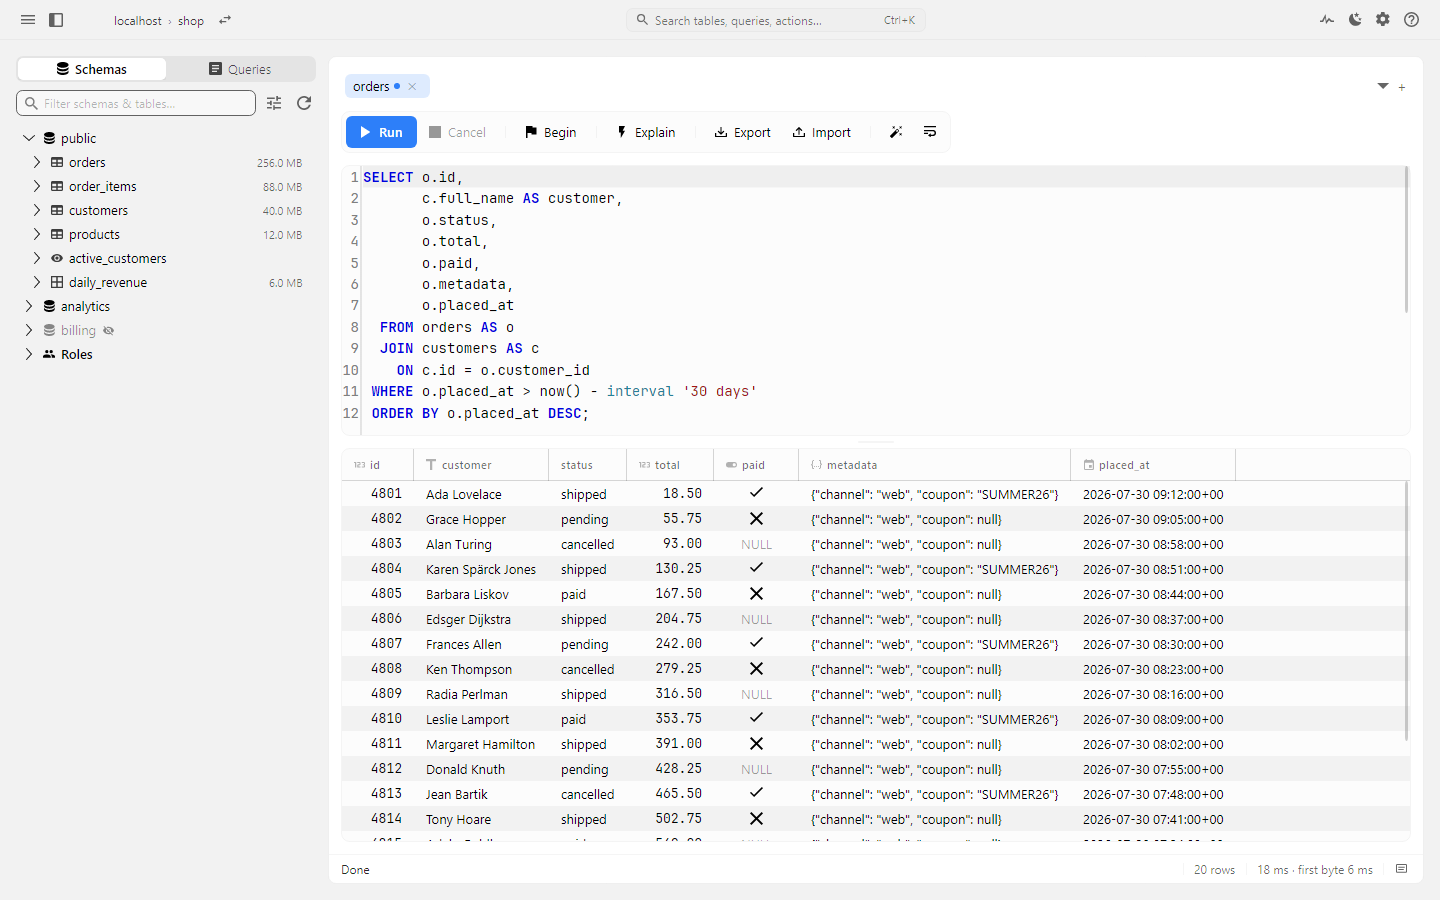 localhost › shop
Search tables, queries, actions... Ctrl+K
Schemas
Queries
Filter schemas & tables...
public
orders 256.0 MB
order_items 88.0 MB
customers 40.0 MB
products 12.0 MB
active_customers
daily_revenue 6.0 MB
analytics
billing
Roles
orders
Run Cancel Begin Explain Export Import
1 SELECT o.id,
2 c.full_name AS customer,
3 o.status,
4 o.total,
5 o.paid,
6 o.metadata,
7 o.placed_at
8 FROM orders AS o
9 JOIN customers AS c
10 ON c.id = o.customer_id
11 WHERE o.placed_at > now() - interval '30 days'
12 ORDER BY o.placed_at DESC;
123 id customer status 123 total paid {..} metadata placed_at
4801 Ada Lovelace shipped 18.50 {"channel": "web", "coupon": "SUMMER26"} 2026-07-30 09:12:00+00
4802 Grace Hopper pending 55.75 {"channel": "web", "coupon": null} 2026-07-30 09:05:00+00
4803 Alan Turing cancelled 93.00 NULL {"channel": "web", "coupon": null} 2026-07-30 08:58:00+00
4804 Karen Spärck Jones shipped 130.25 {"channel": "web", "coupon": "SUMMER26"} 2026-07-30 08:51:00+00
4805 Barbara Liskov paid 167.50 {"channel": "web", "coupon": null} 2026-07-30 08:44:00+00
4806 Edsger Dijkstra shipped 204.75 NULL {"channel": "web", "coupon": null} 2026-07-30 08:37:00+00
4807 Frances Allen pending 242.00 {"channel": "web", "coupon": "SUMMER26"} 2026-07-30 08:30:00+00
4808 Ken Thompson cancelled 279.25 {"channel": "web", "coupon": null} 2026-07-30 08:23:00+00
4809 Radia Perlman shipped 316.50 NULL {"channel": "web", "coupon": null} 2026-07-30 08:16:00+00
4810 Leslie Lamport paid 353.75 {"channel": "web", "coupon": "SUMMER26"} 2026-07-30 08:09:00+00
4811 Margaret Hamilton shipped 391.00 {"channel": "web", "coupon": null} 2026-07-30 08:02:00+00
4812 Donald Knuth pending 428.25 NULL {"channel": "web", "coupon": null} 2026-07-30 07:55:00+00
4813 Jean Bartik cancelled 465.50 {"channel": "web", "coupon": "SUMMER26"} 2026-07-30 07:48:00+00
4814 Tony Hoare shipped 502.75 {"channel": "web", "coupon": null} 2026-07-30 07:41:00+00
Done
20 rows
18 ms · first byte 6 ms